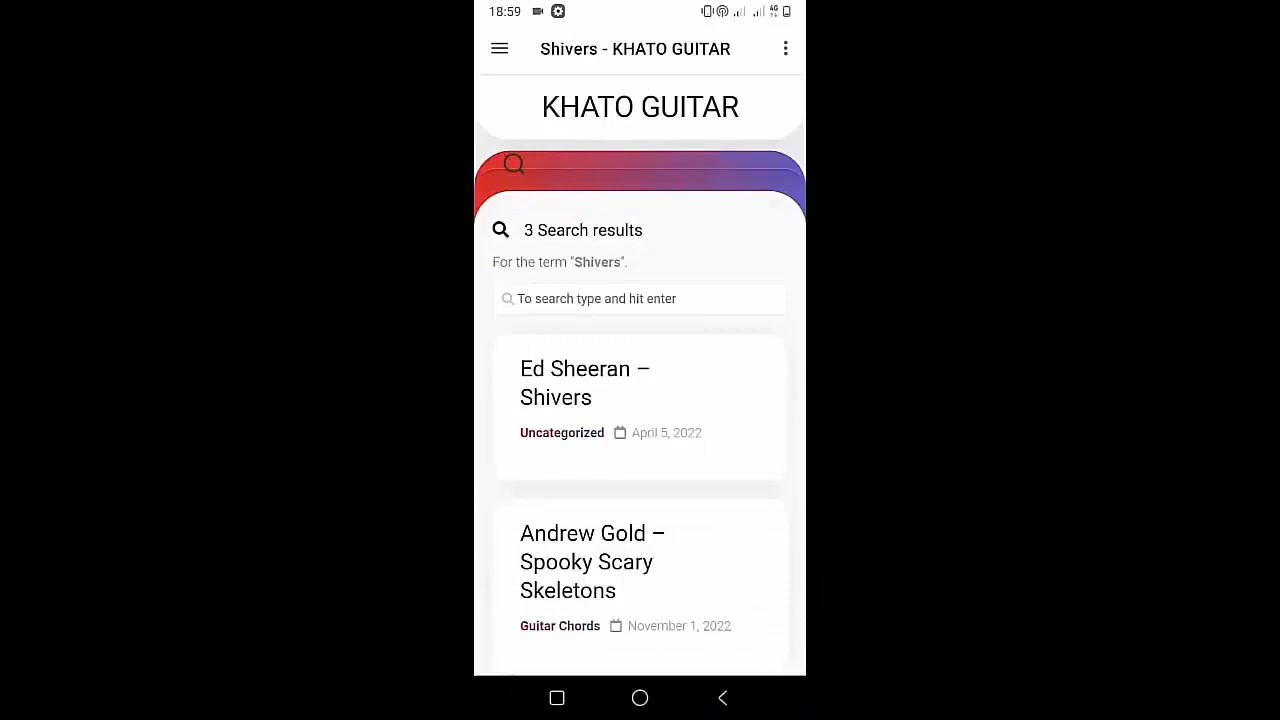 18:59
4G
Shivers - KHATO GUITAR
KHATO GUITAR
3 Search results
For the term "Shivers".
To search type and hit enter
Ed Sheeran –
Shivers
Uncategorized April 5, 2022
Andrew Gold –
Spooky Scary
Skeletons
Guitar Chords November 1, 2022